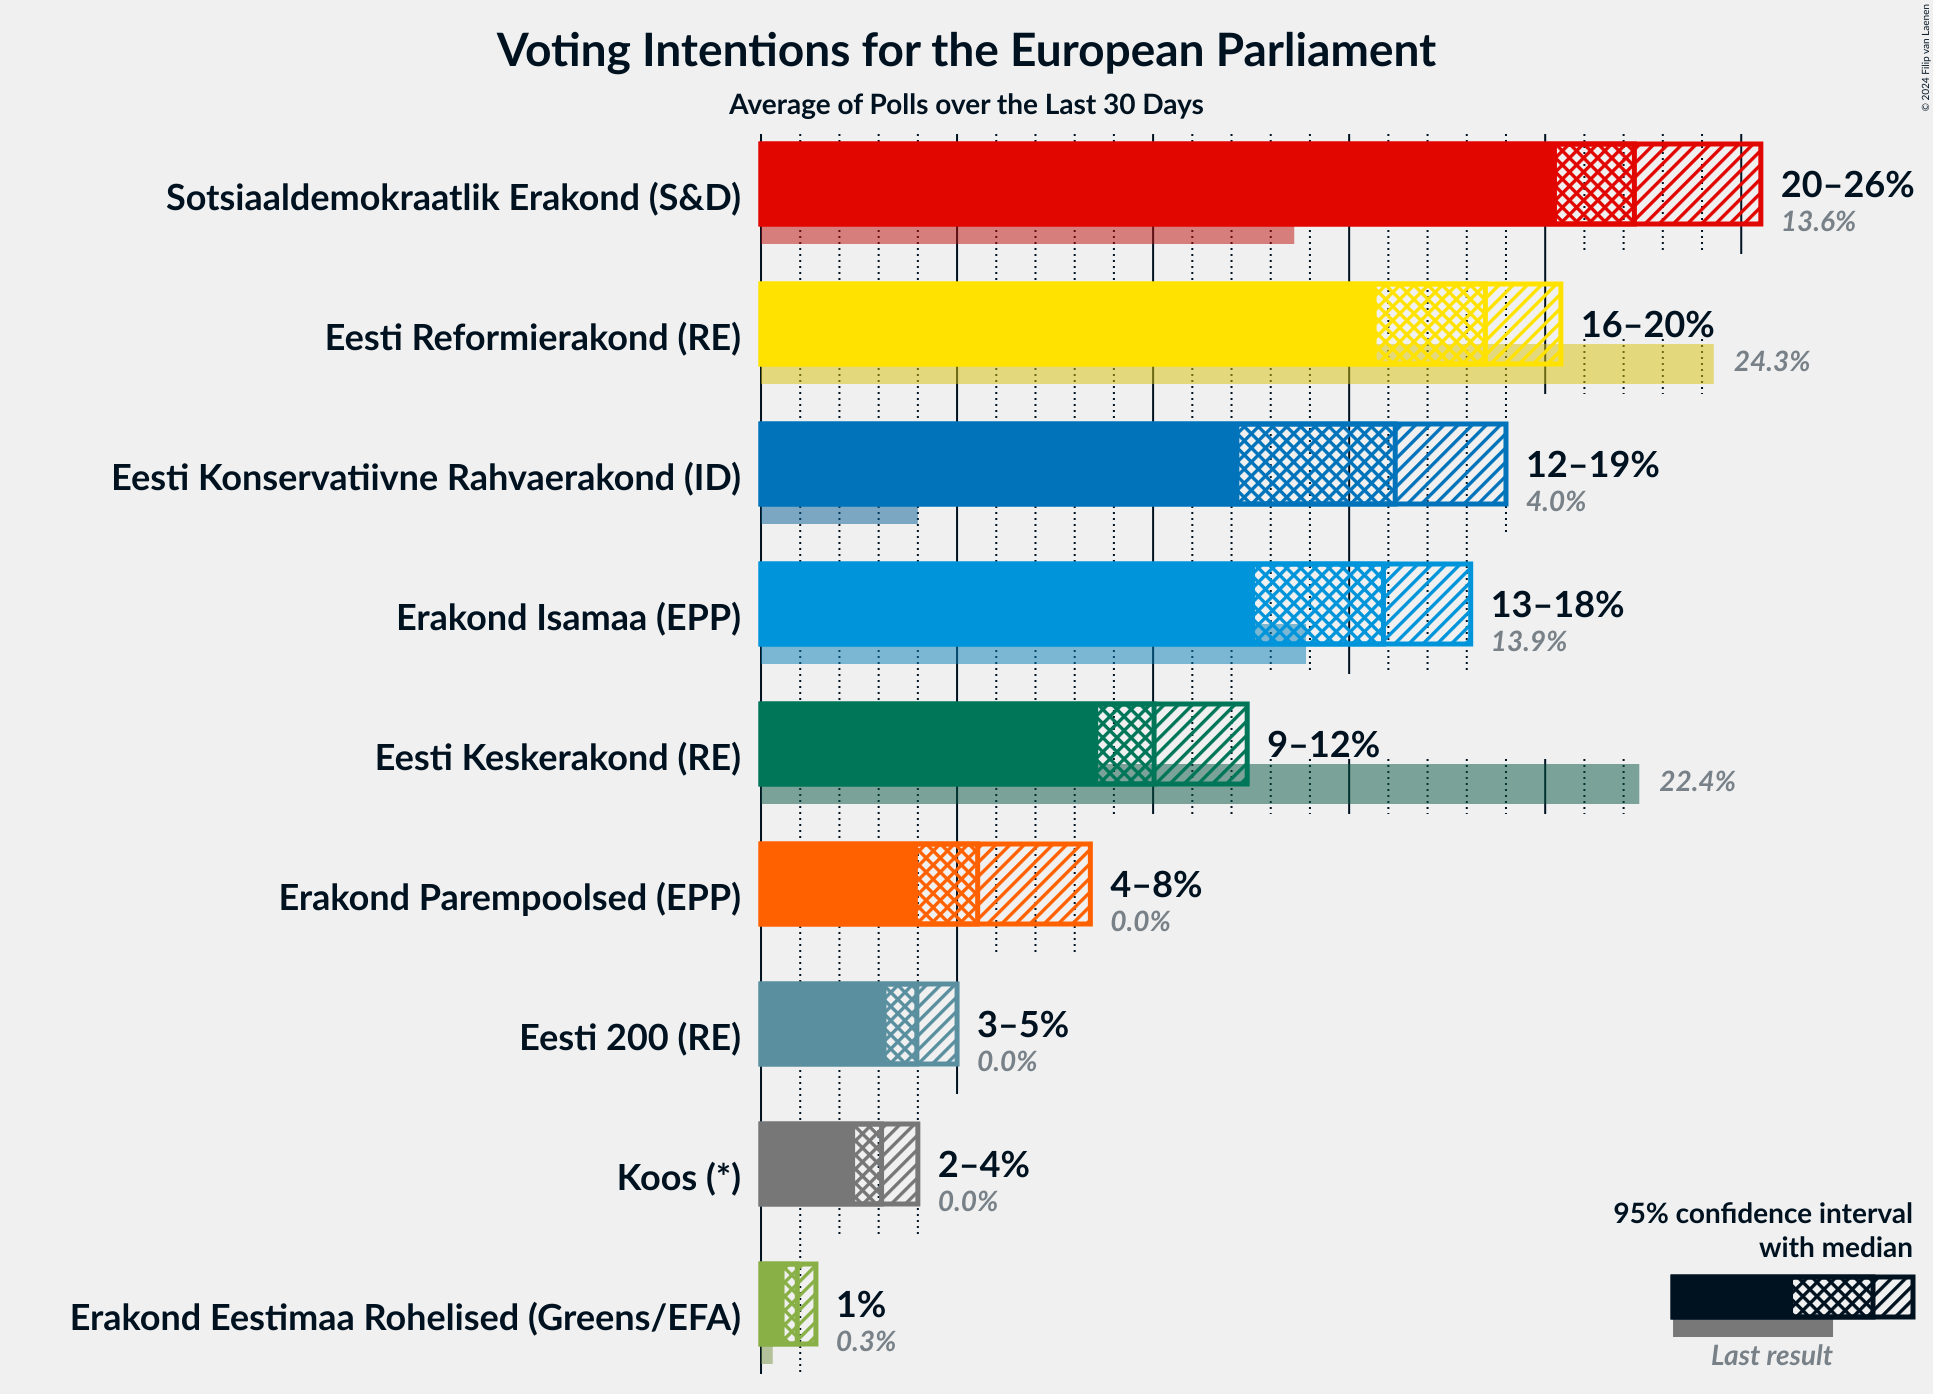 Voting Intentions for the European Parliament
Average of Polls over the Last 30 Days
© 2024 Filip van Laenen
Sotsiaaldemokraatlik Erakond (S&D)
20–26%
13.6%
Eesti Reformierakond (RE)
16–20%
24.3%
Eesti Konservatiivne Rahvaerakond (ID)
12–19%
4.0%
Erakond Isamaa (EPP)
13–18%
13.9%
Eesti Keskerakond (RE)
9–12%
22.4%
Erakond Parempoolsed (EPP)
4–8%
0.0%
Eesti 200 (RE)
3–5%
0.0%
Koos (*)
2–4%
0.0%
Erakond Eestimaa Rohelised (Greens/EFA)
1%
0.3%
95% confidence interval
with median
Last result